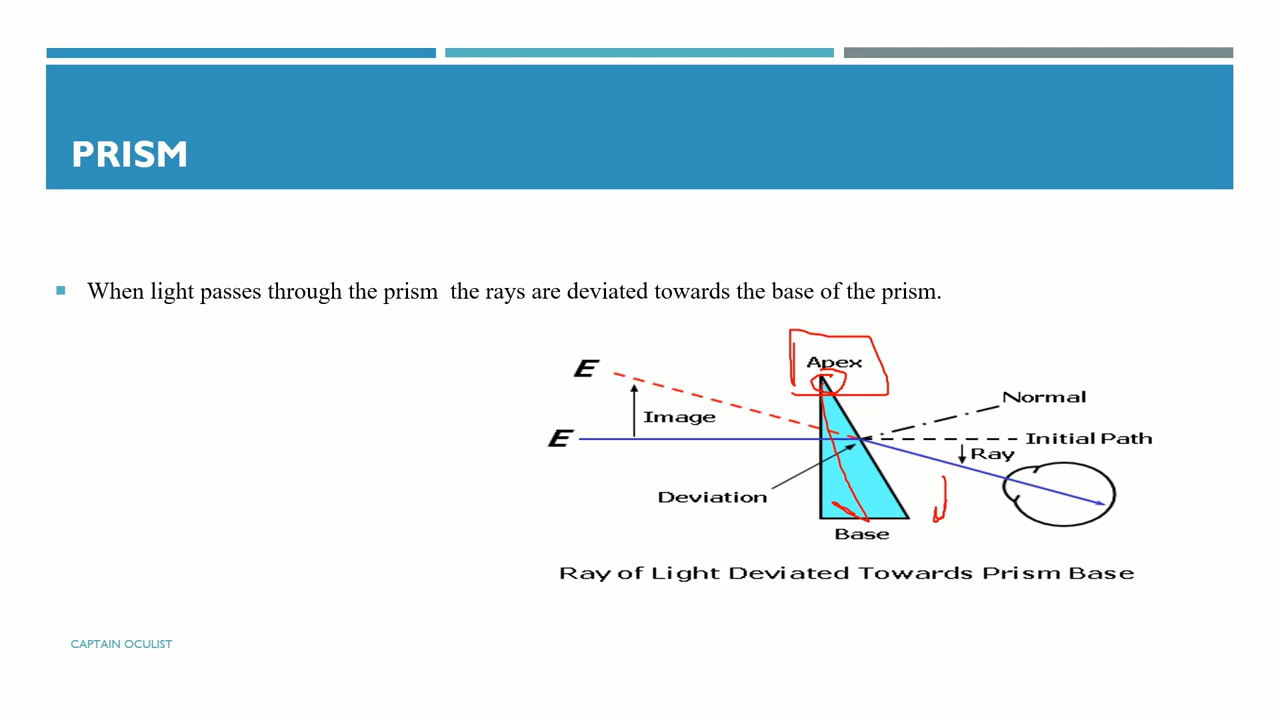 PRISM
When light passes through the prism the rays are deviated towards the base of the prism.
Apex
E
Normal
Image
E
Initial Path
Ray
Deviation
Base
Ray of Light Deviated Towards Prism Base
CAPTAIN OCULIST